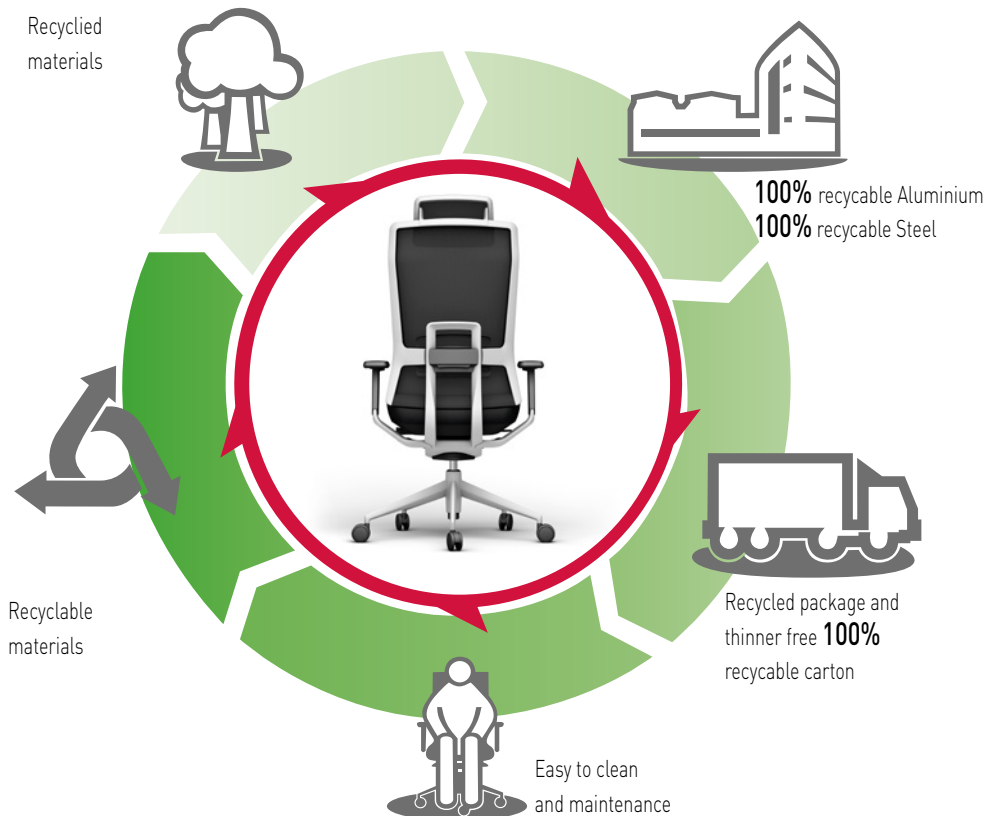 Recyclied
materials
100% recycable Aluminium
100% recycable Steel
Recycled package and
thinner free 100%
recycable carton
Easy to clean
and maintenance
Recyclable
materials